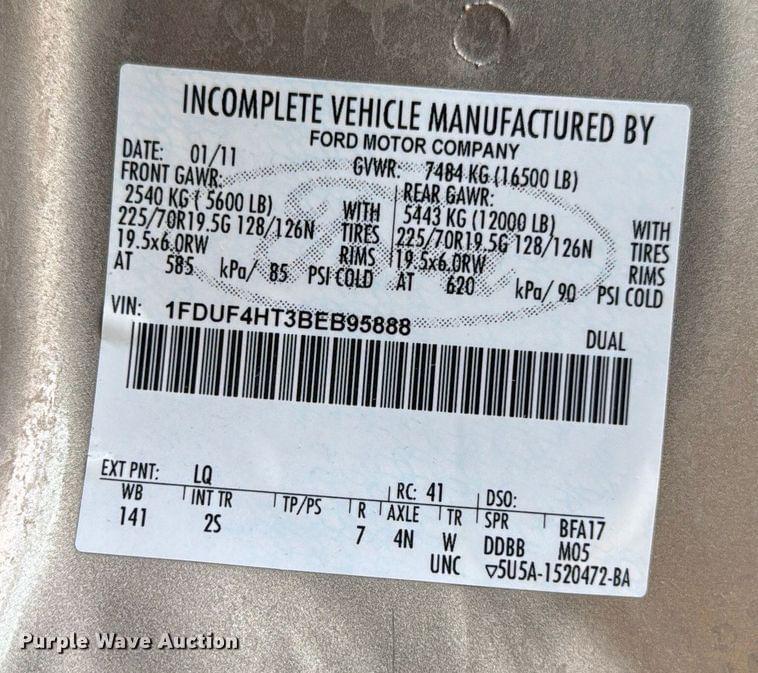 INCOMPLETE VEHICLE MANUFACTURED BY
FORD MOTOR COMPANY
DATE: 01/11 GVWR: 7484 KG (16500 LB)
FRONT GAWR: REAR GAWR:
2540 KG ( 5600 LB) WITH 5443 KG (12000 LB) WITH
225/70R19.5G 128/126N TIRES 225/70R19.5G 128/126N TIRES
19.5x6.0RW RIMS 19.5x6.0RW RIMS
AT 585 kPa/ 85 PSI COLD AT 620 kPa/ 90 PSI COLD
VIN: 1FDUF4HT3BEB95888
DUAL
EXT PNT: LQ RC: 41 DSO:
WB INT TR TP/PS R AXLE TR SPR BFA17
141 2S 7 4N W DDBB M05
UNC ▽5U5A-1520472-BA
Purple Wave Auction